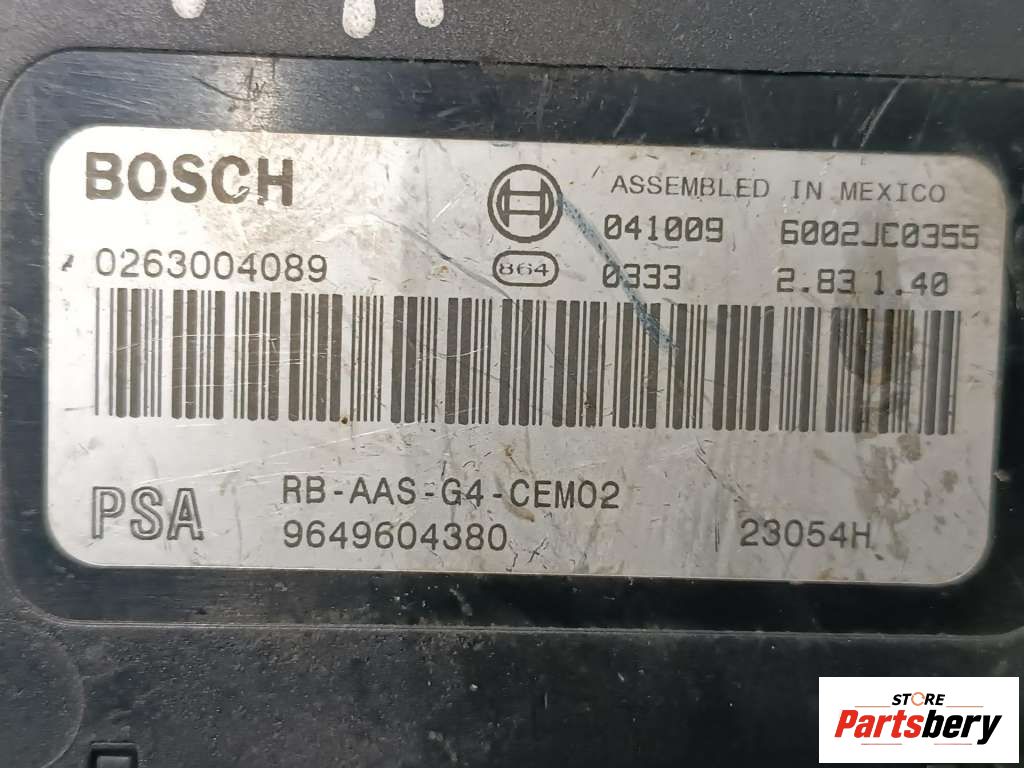 BOSCH
ASSEMBLED IN MEXICO
041009 6002JC0355
0263004089 864 0333 2.83 1.40
PSA RB-AAS-G4-CEM02
9649604380 23054H
STORE
Partsbery